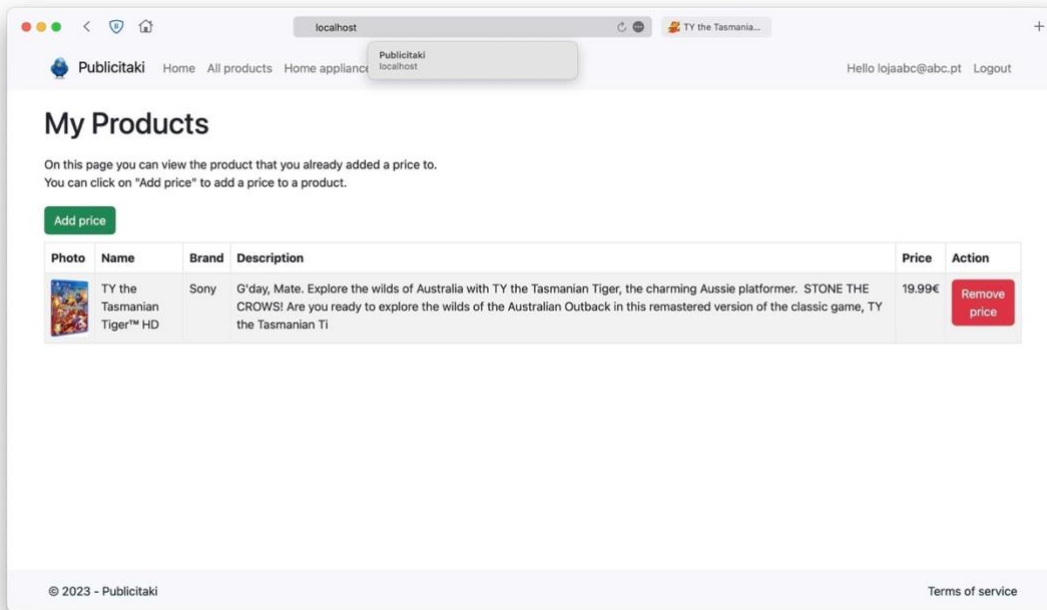 localhost
TY the Tasmania...
Publicitaki
localhost
Publicitaki Home All products Home appliance
Hello lojaabc@abc.pt Logout
My Products
On this page you can view the product that you already added a price to.
You can click on "Add price" to add a price to a product.
Add price
Photo Name Brand Description Price Action
TY the
Tasmanian
Tiger™ HD
Sony
G'day, Mate. Explore the wilds of Australia with TY the Tasmanian Tiger, the charming Aussie platformer. STONE THE
CROWS! Are you ready to explore the wilds of the Australian Outback in this remastered version of the classic game, TY
the Tasmanian Ti
19.99€
Remove
price
© 2023 - Publicitaki
Terms of service